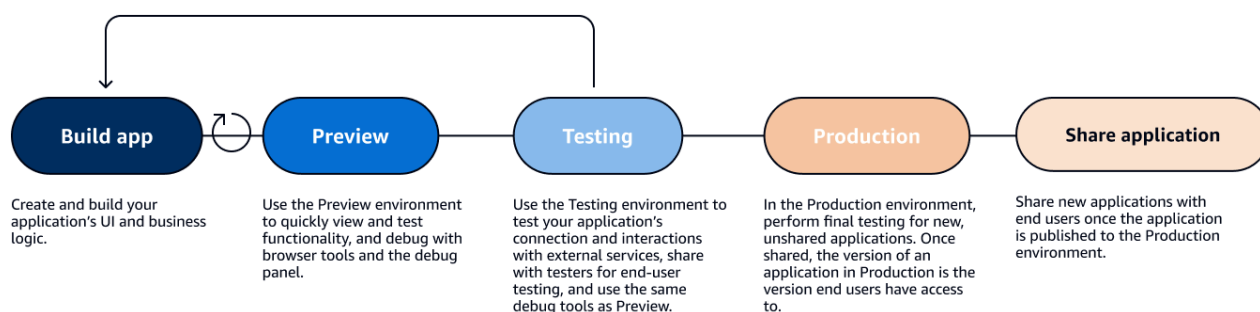 Build app
Preview
Testing
Production
Share application
Create and build your
application's UI and business
logic.
Use the Preview environment
to quickly view and test
functionality, and debug with
browser tools and the debug
panel.
Use the Testing environment to
test your application's
connection and interactions
with external services, share
with testers for end-user
testing, and use the same
debug tools as Preview.
In the Production environment,
perform final testing for new,
unshared applications. Once
shared, the version of an
application in Production is the
version end users have access
to.
Share new applications with
end users once the application
is published to the Production
environment.